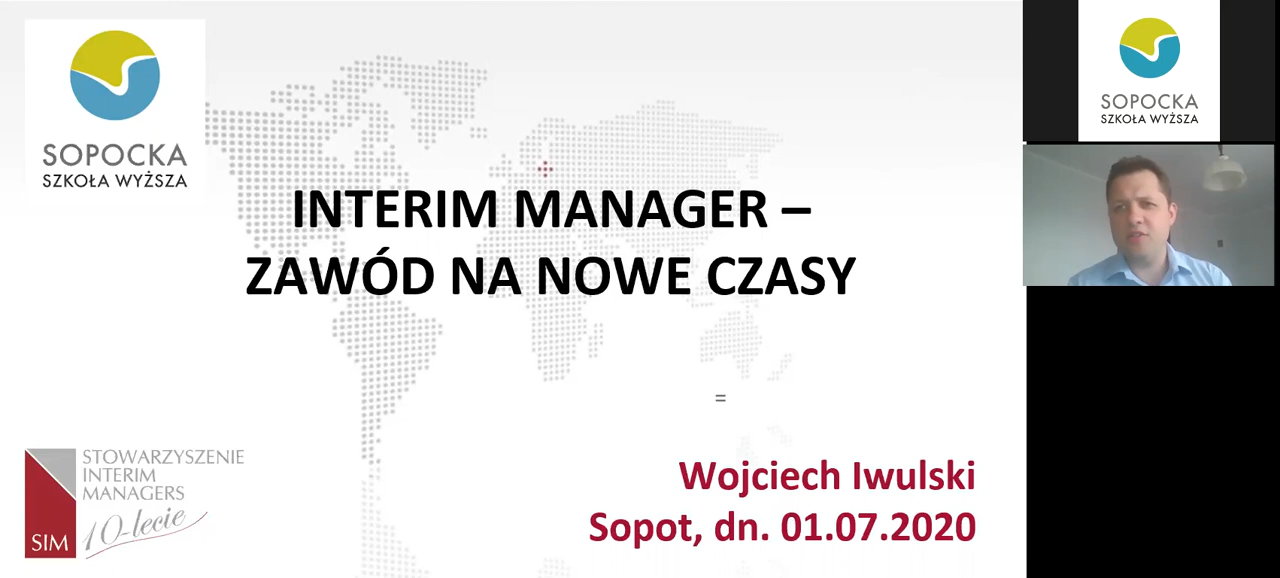 SOPOCKA
SZKOŁA WYŻSZA
INTERIM MANAGER –
ZAWÓD NA NOWE CZASY
=
STOWARZYSZENIE
INTERIM
MANAGERS
SIM
10-lecie
Wojciech Iwulski
Sopot, dn. 01.07.2020
SOPOCKA
SZKOŁA WYŻSZA